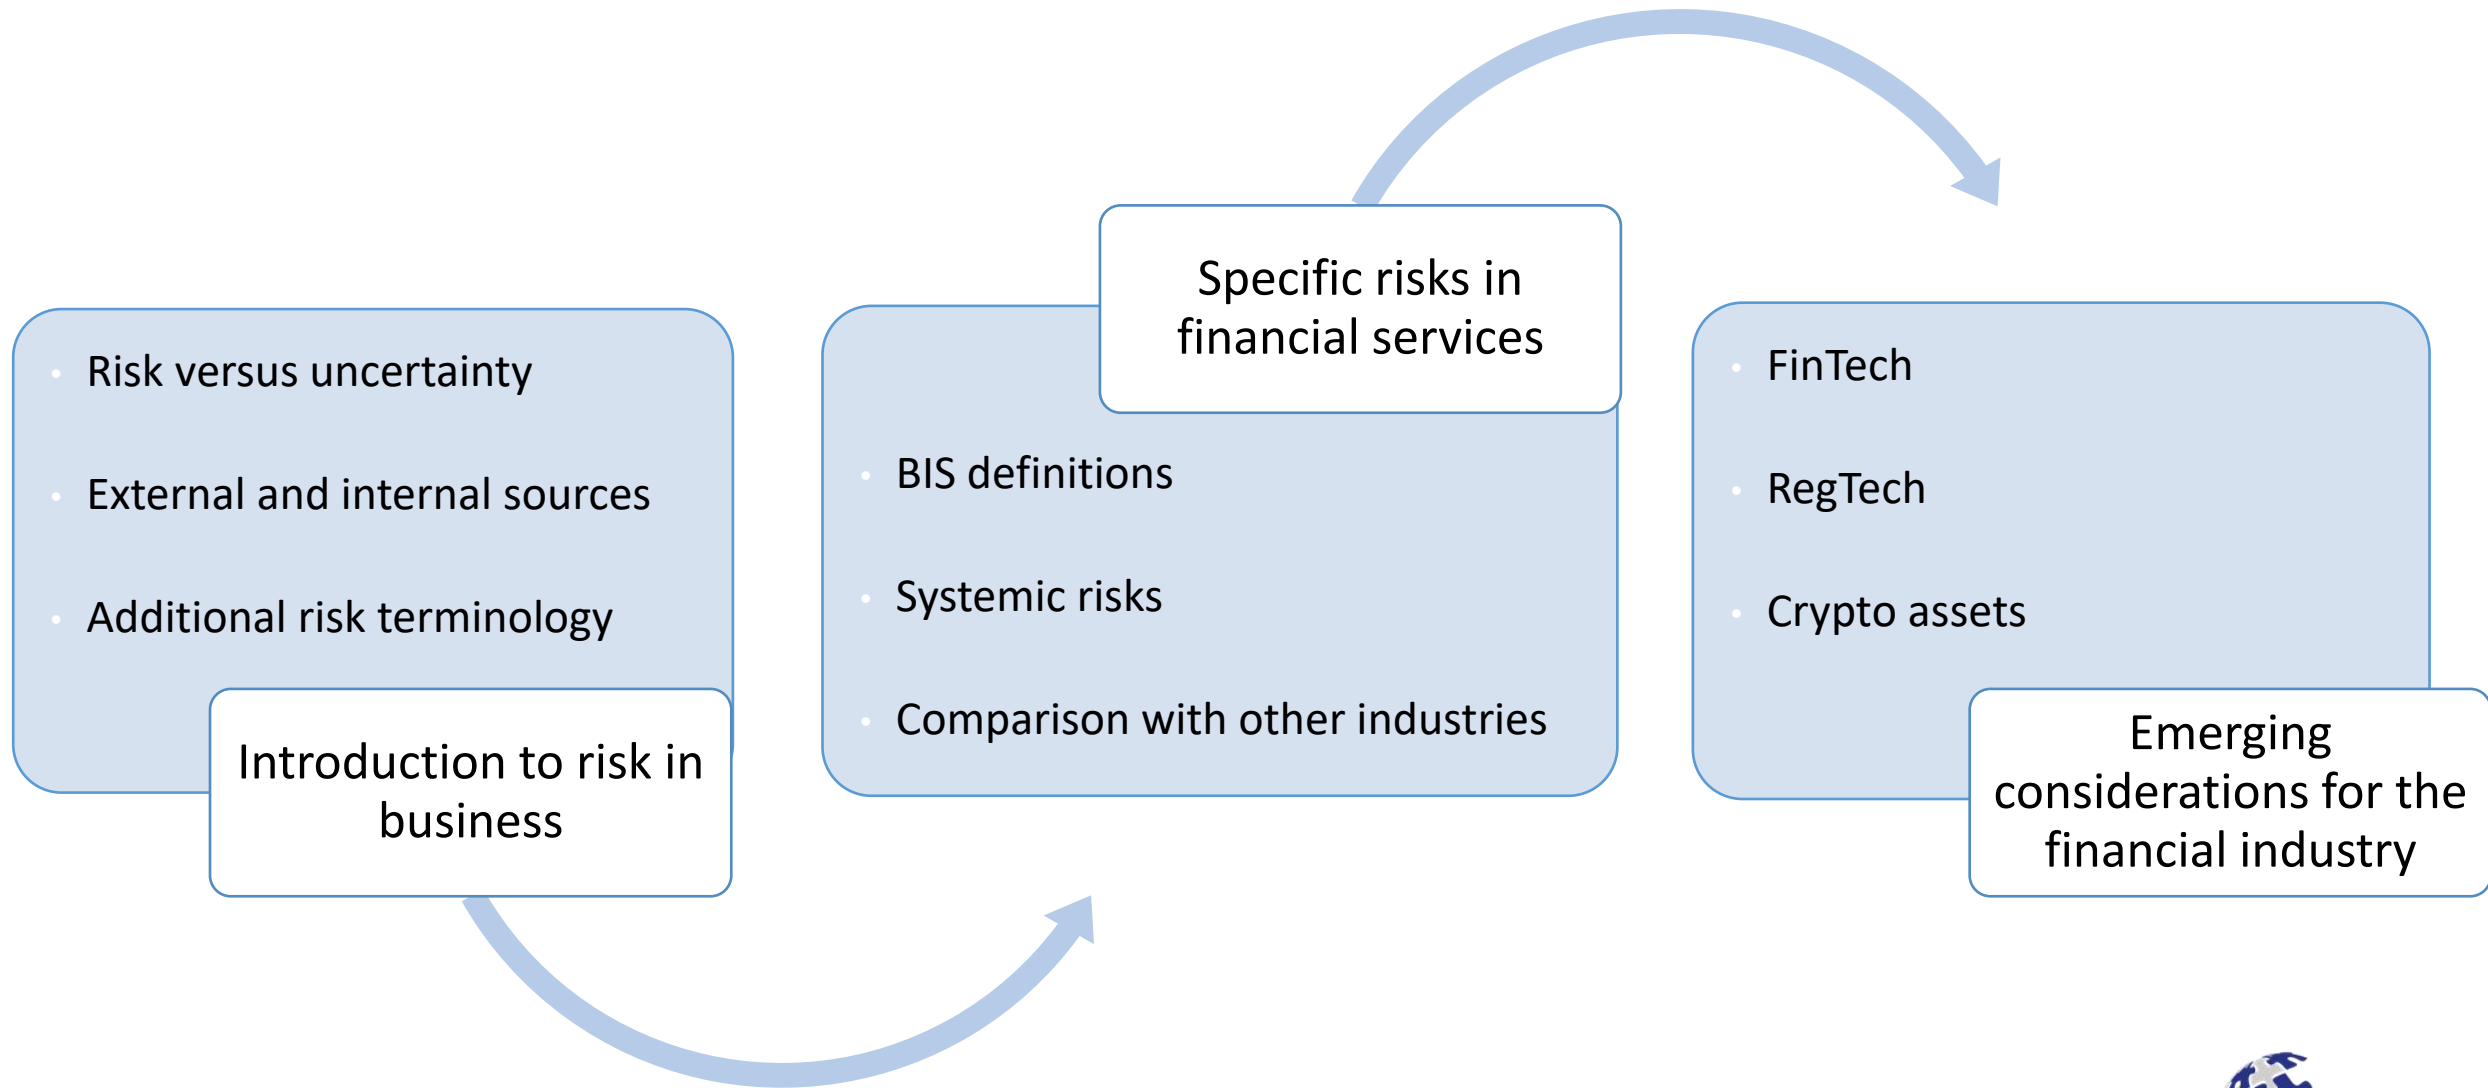 Risk versus uncertainty
External and internal sources
Additional risk terminology
Introduction to risk in
business
Specific risks in
financial services
BIS definitions
Systemic risks
Comparison with other industries
FinTech
RegTech
Crypto assets
Emerging
considerations for the
financial industry